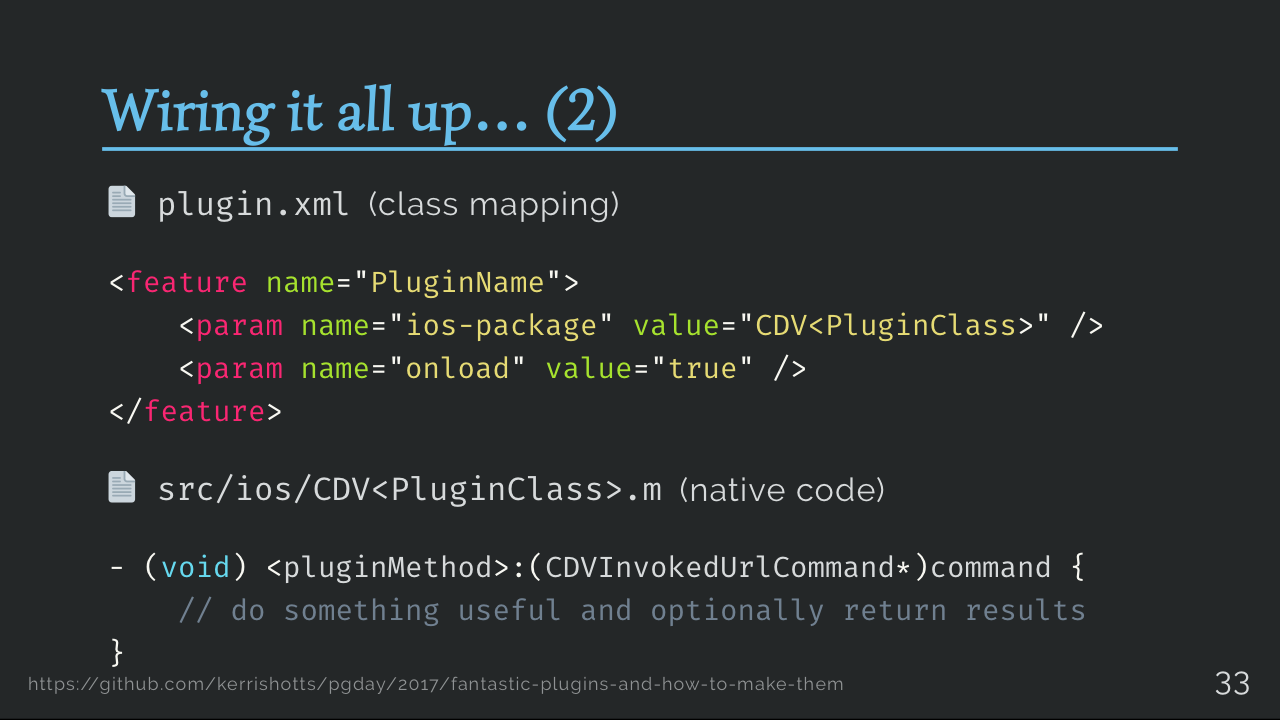 Wiring it all up… (2)
plugin.xml (class mapping)
<feature name="PluginName">
    <param name="ios-package" value="CDV<PluginClass>" />
    <param name="onload" value="true" />
</feature>
src/ios/CDV<PluginClass>.m (native code)
- (void) <pluginMethod>:(CDVInvokedUrlCommand*)command {
    // do something useful and optionally return results
}
https://github.com/kerrishotts/pgday/2017/fantastic-plugins-and-how-to-make-them
33